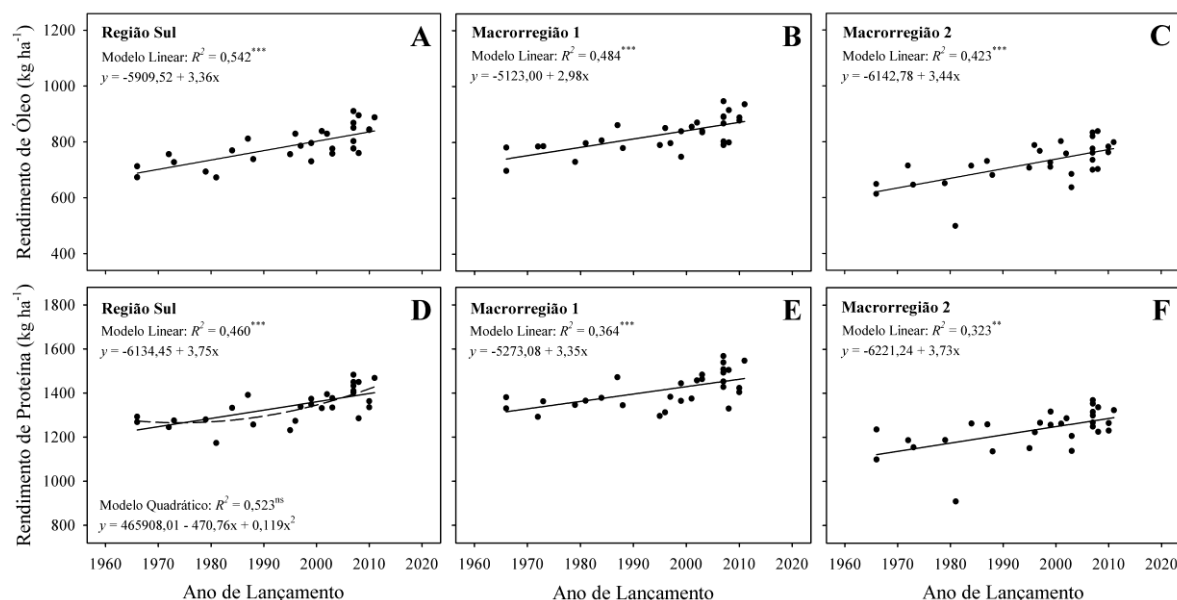 Rendimento de Óleo (kg ha⁻¹)
1200
1000
800
600
400
Região Sul
A
Modelo Linear: R² = 0,542***
y = -5909,52 + 3,36x
Macrorregião 1
B
Modelo Linear: R² = 0,484***
y = -5123,00 + 2,98x
Macrorregião 2
C
Modelo Linear: R² = 0,423***
y = -6142,78 + 3,44x
Rendimento de Proteína (kg ha⁻¹)
1800
1600
1400
1200
1000
800
Região Sul
D
Modelo Linear: R² = 0,460***
y = -6134,45 + 3,75x
Modelo Quadrático: R² = 0,523ⁿˢ
y = 465908,01 - 470,76x + 0,119x²
Macrorregião 1
E
Modelo Linear: R² = 0,364***
y = -5273,08 + 3,35x
Macrorregião 2
F
Modelo Linear: R² = 0,323**
y = -6221,24 + 3,73x
1960 1970 1980 1990 2000 2010 2020
1960 1970 1980 1990 2000 2010 2020
1960 1970 1980 1990 2000 2010 2020
Ano de Lançamento
Ano de Lançamento
Ano de Lançamento